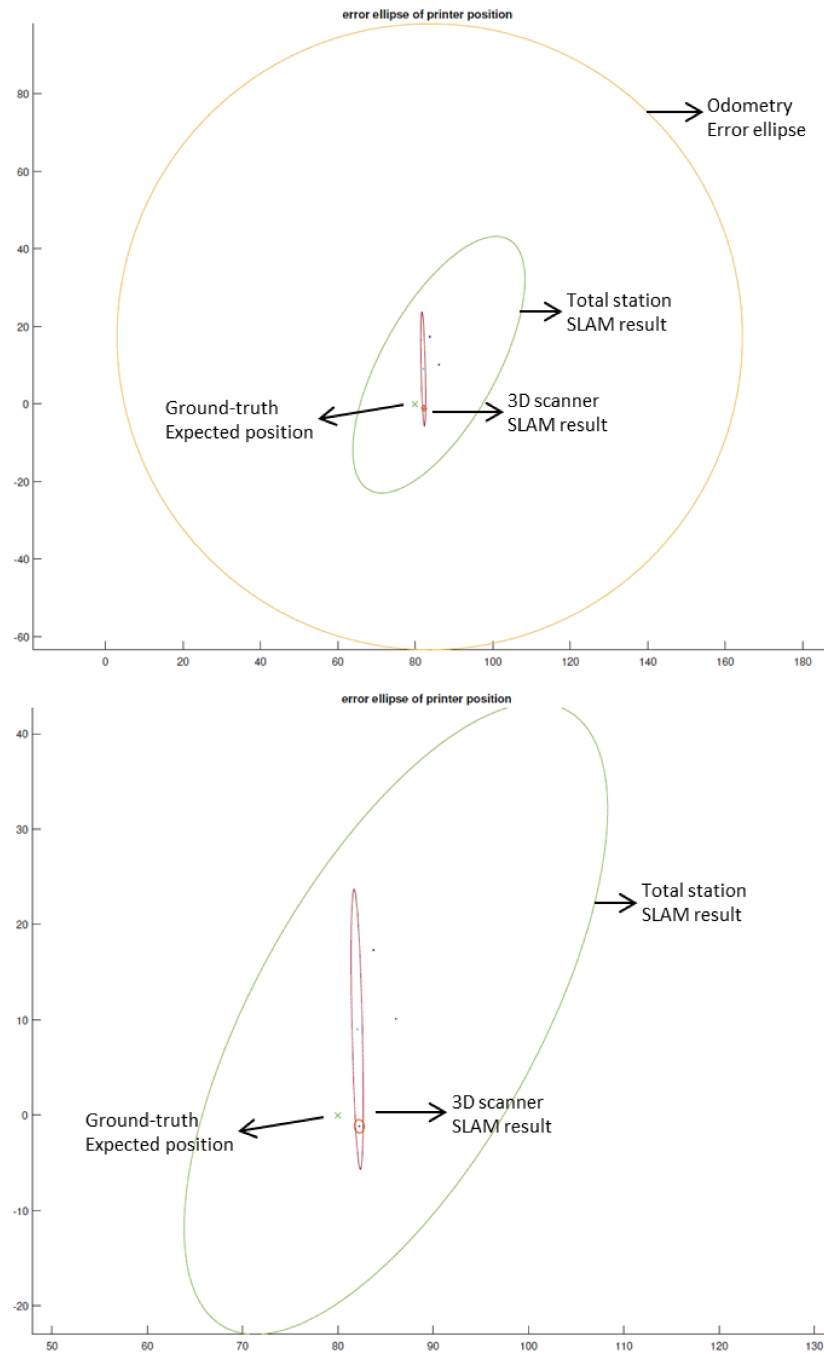 error ellipse of printer position
80
60
40
20
0
-20
-40
-60
0
20
40
60
80
100
120
140
160
180
Odometry
Error ellipse
Total station
SLAM result
3D scanner
SLAM result
Ground-truth
Expected position
error ellipse of printer position
40
30
20
10
0
-10
-20
50
60
70
80
90
100
110
120
130
Total station
SLAM result
3D scanner
SLAM result
Ground-truth
Expected position